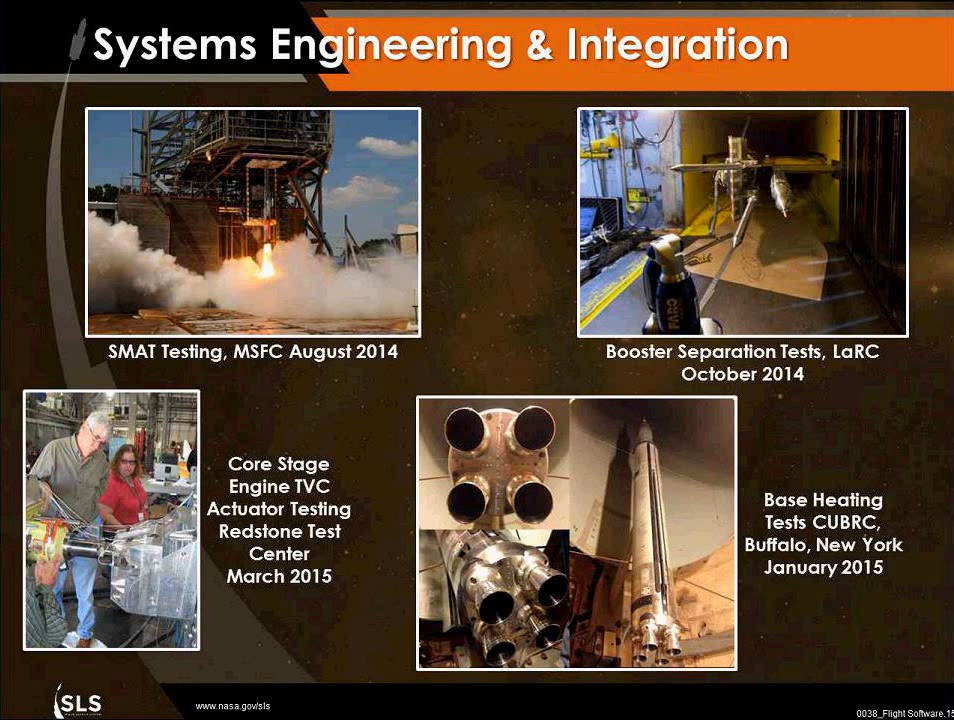 Systems Engineering & Integration
SMAT Testing, MSFC August 2014
Booster Separation Tests, LaRC
October 2014
FARO
Core Stage
Engine TVC
Actuator Testing
Redstone Test
Center
March 2015
Base Heating
Tests CUBRC,
Buffalo, New York
January 2015
SLS
www.nasa.gov/sls
0038_Flight Software.15